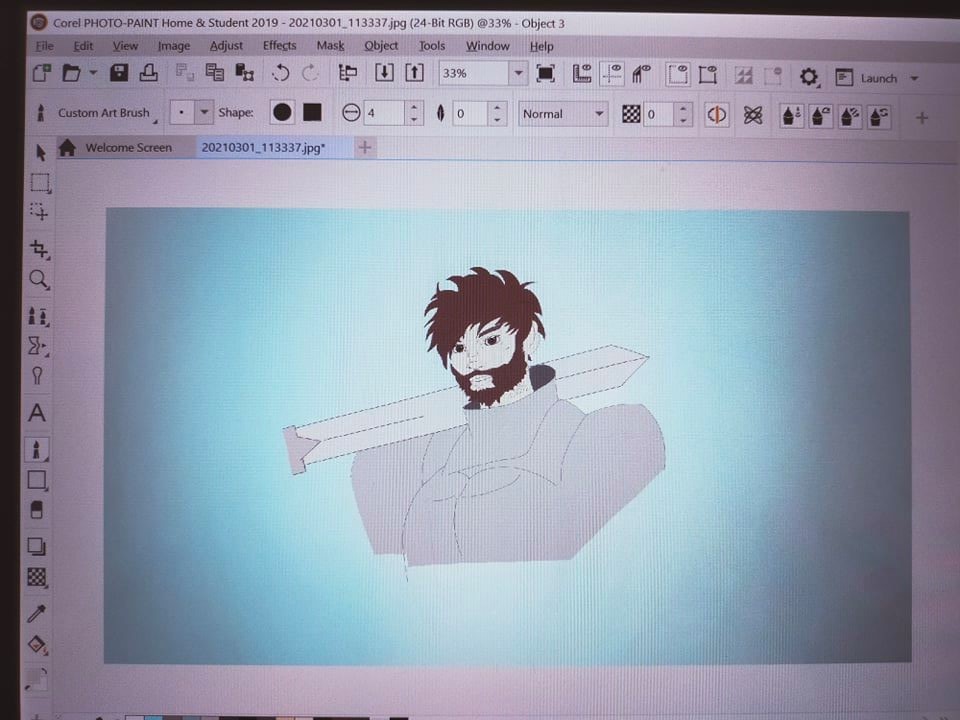 Corel PHOTO-PAINT Home & Student 2019 - 20210301_113337.jpg (24-Bit RGB) @33% - Object 3
File Edit View Image Adjust Effects Mask Object Tools Window Help
33% Launch
Custom Art Brush Shape: 4 0 Normal 0
Welcome Screen 20210301_113337.jpg*
A